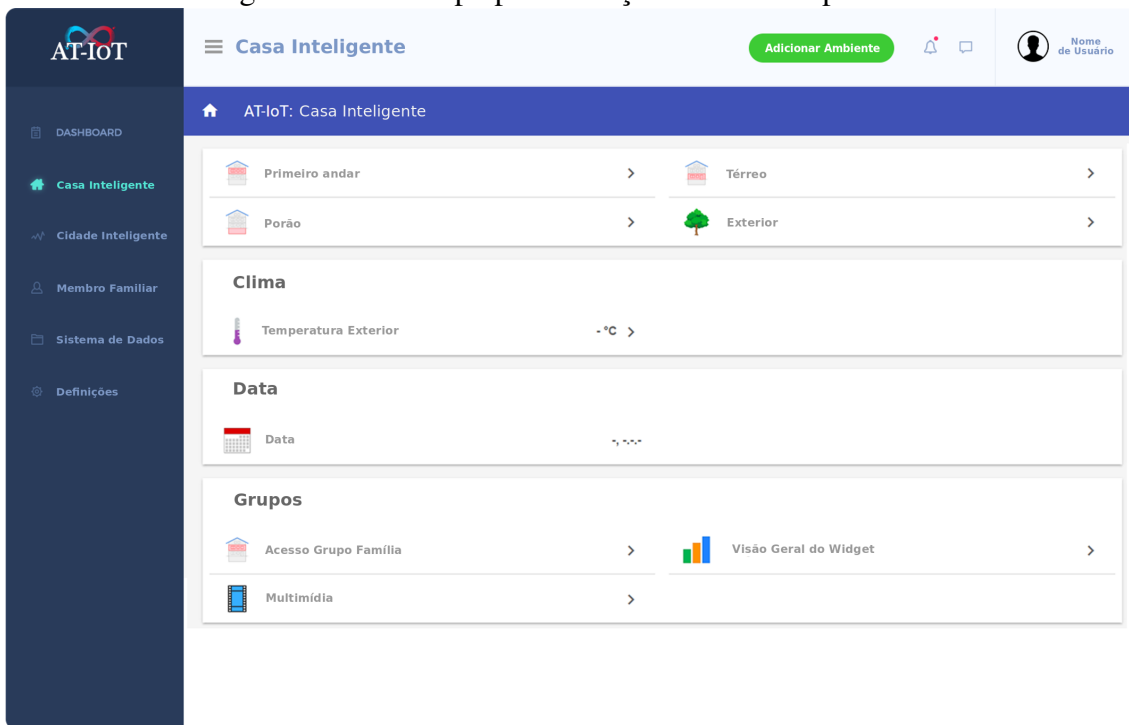 AT-IoT
Casa Inteligente
Adicionar Ambiente
Nome
de Usuário
AT-IoT: Casa Inteligente
DASHBOARD
Casa Inteligente
Cidade Inteligente
Membro Familiar
Sistema de Dados
Definições
Primeiro andar
Térreo
Porão
Exterior
Clima
Temperatura Exterior
- °C
Data
Data
-, -.-.-
Grupos
Acesso Grupo Família
Visão Geral do Widget
Multimídia